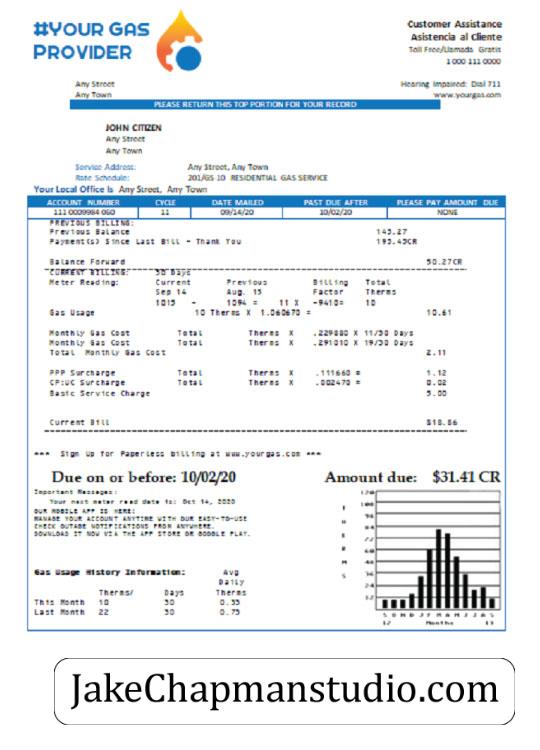 #YOUR GAS
PROVIDER
Customer Assistance
Asistencia al Cliente
Toll Free/Llamada Gratis
1 000 111 0000
Any Street
Any Town
Hearing Impaired: Dial 711
www.yourgas.com
PLEASE RETURN THIS TOP PORTION FOR YOUR RECORD
JOHN CITIZEN
Any Street
Any Town
Service Address: Any Street, Any Town
Rate Schedule: 201/GS 10 RESIDENTIAL GAS SERVICE
Your Local Office Is Any Street, Any Town
ACCOUNT NUMBER CYCLE DATE MAILED PAST DUE AFTER PLEASE PAY AMOUNT DUE
111 0009984 060 11 09/14/20 10/02/20 NONE
PREVIOUS BILLING:
Previous Balance 145.27
Payment(s) Since Last Bill - Thank You 195.45CR
Balance Forward 50.27CR
CURRENT BILLING: 30 Days
Meter Reading: Current Previous Billing Total
Sep 14 Aug. 15 Factor Therms
1015 - 1094 = 11 X -9410= 10
Gas Usage 10 Therms X 1.060670 = 10.61
Monthly Gas Cost Total Therms X .229880 X 11/30 Days
Monthly Gas Cost Total Therms X .291010 X 19/30 Days
Total Monthly Gas Cost 2.11
PPP Surcharge Total Therms X .111660 = 1.12
CP:UC Surcharge Total Therms X .002470 = 0.02
Basic Service Charge 5.00
Current Bill $18.86
*** Sign Up for Paperless billing at www.yourgas.com ***
Due on or before: 10/02/20 Amount due: $31.41 CR
Important Messages:
Your next meter read date is: Oct 14, 2020
OUR MOBILE APP IS HERE:
MANAGE YOUR ACCOUNT ANYTIME WITH OUR EASY-TO-USE
CHECK OUTAGE NOTIFICATIONS FROM ANYWHERE.
DOWNLOAD IT NOW VIA THE APP STORE OR GOOGLE PLAY.
Gas Usage History Information: Avg
Daily
Therms/ Days Therms
This Month 10 30 0.33
Last Month 22 30 0.73
THERMS
120
108
96
84
72
60
48
36
24
12
S O N D J F M A M J J A S
12 Months 13
JakeChapmanstudio.com